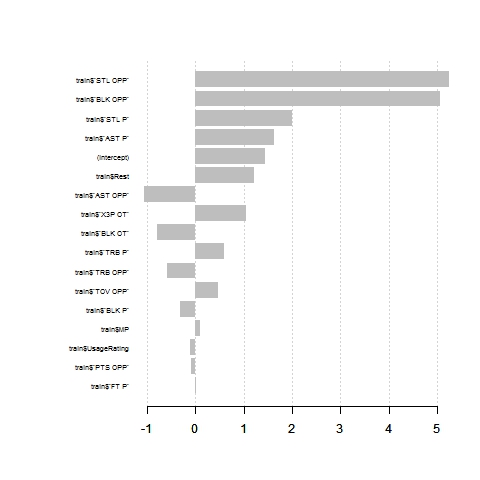 train$`STL OPP`
train$`BLK OPP`
train$`STL P`
train$`AST P`
(Intercept)
train$Rest
train$`AST OPP`
train$`X3P OT`
train$`BLK OT`
train$`TRB P`
train$`TRB OPP`
train$`TOV OPP`
train$`BLK P`
train$MP
train$UsageRating
train$`PTS OPP`
train$`FT P`
-1 0 1 2 3 4 5